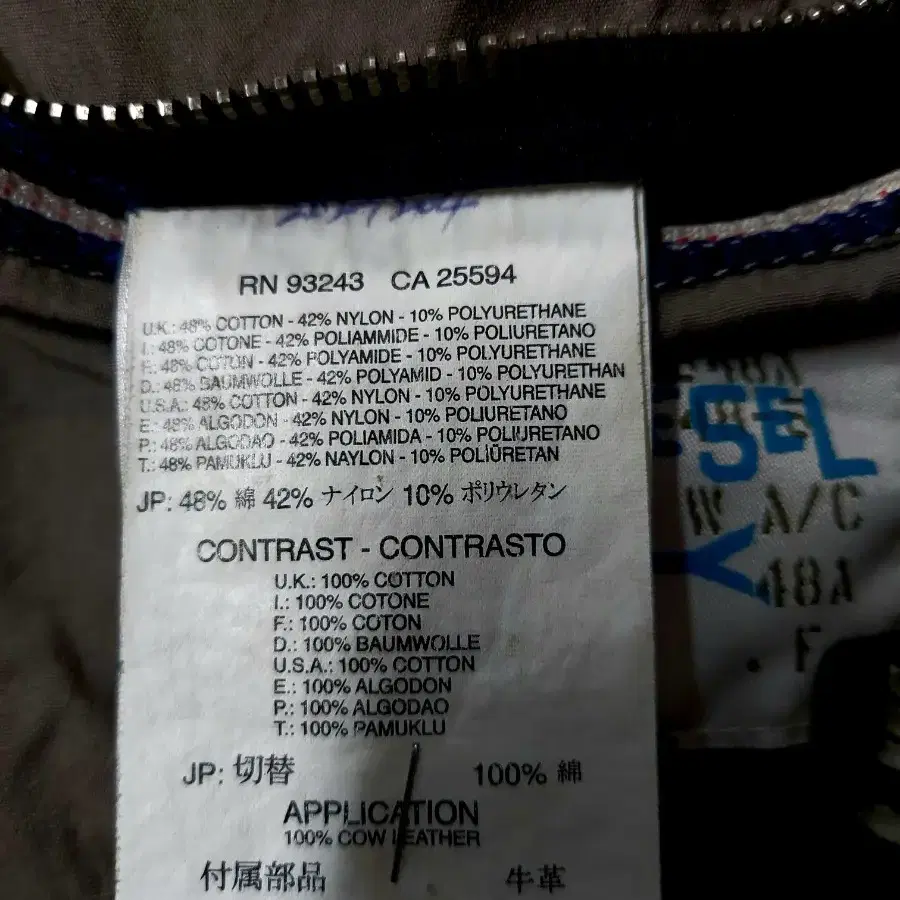 RN 93243 CA 25594
U.K.: 48% COTTON - 42% NYLON - 10% POLYURETHANE
I.: 48% COTONE - 42% POLIAMMIDE - 10% POLIURETANO
F.: 48% COTON - 42% POLYAMIDE - 10% POLYURETHANE
D.: 48% BAUMWOLLE - 42% POLYAMID - 10% POLYURETHAN
U.S.A.: 48% COTTON - 42% NYLON - 10% POLYURETHANE
E.: 48% ALGODON - 42% NYLON - 10% POLIURETANO
P.: 48% ALGODAO - 42% POLIAMIDA - 10% POLIURETANO
T.: 48% PAMUKLU - 42% NAYLON - 10% POLIÜRETAN
JP: 48% 綿 42% ナイロン 10% ポリウレタン
CONTRAST - CONTRASTO
U.K.: 100% COTTON
I.: 100% COTONE
F.: 100% COTON
D.: 100% BAUMWOLLE
U.S.A.: 100% COTTON
E.: 100% ALGODON
P.: 100% ALGODAO
T.: 100% PAMUKLU
JP: 切替 100% 綿
APPLICATION
100% COW LEATHER
付属部品 牛革
SEL
W A/C
48A
. F